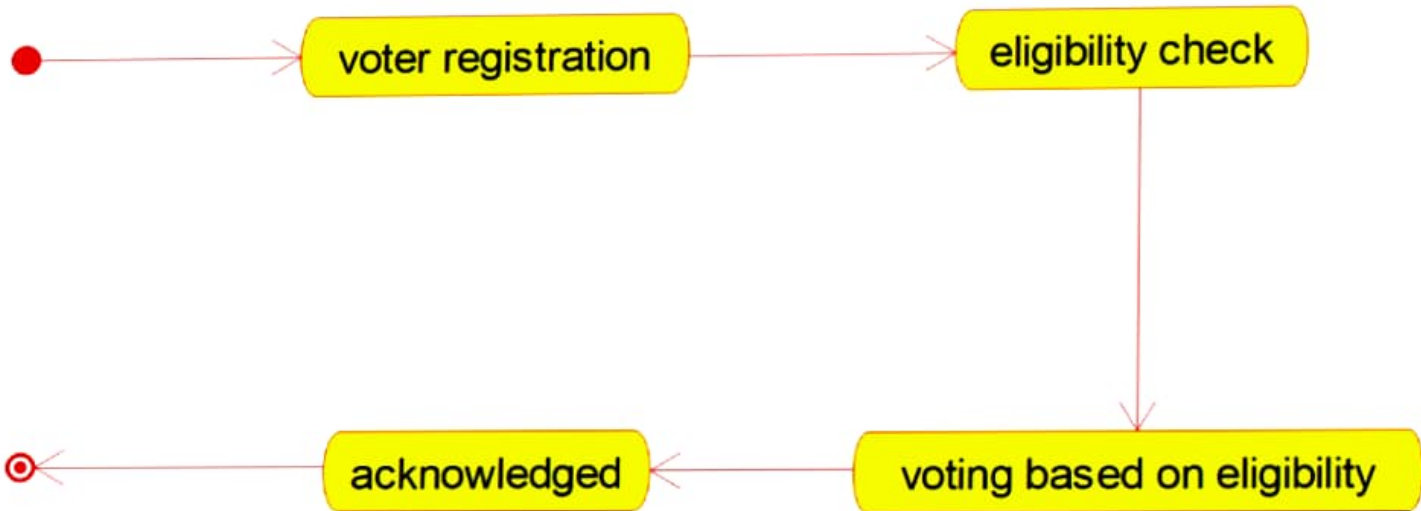 voter registration
eligibility check
voting based on eligibility
acknowledged